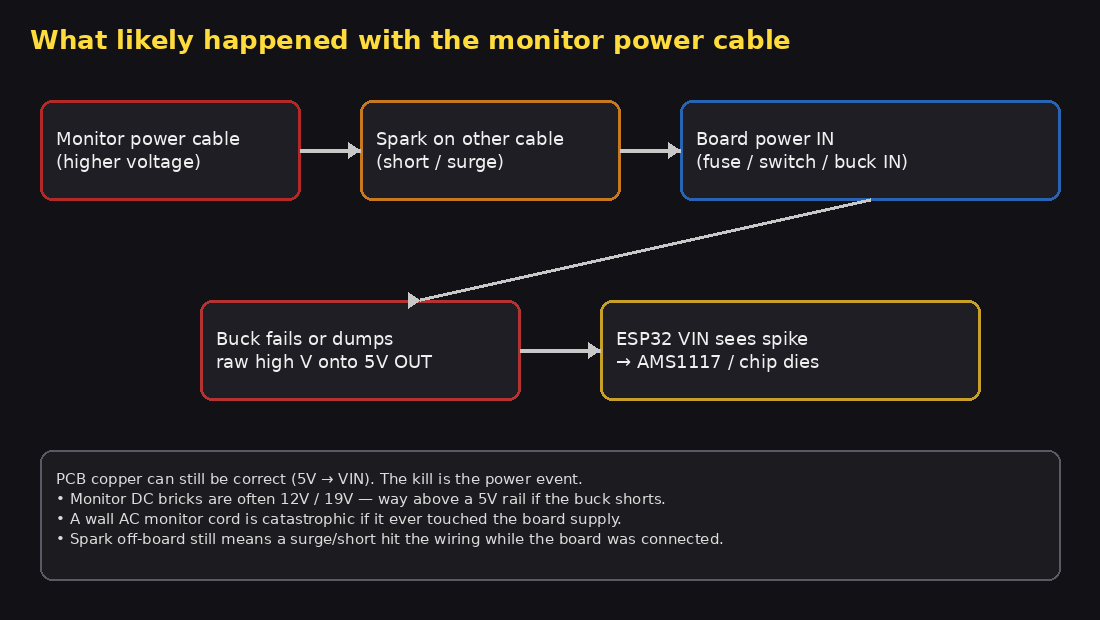 What likely happened with the monitor power cable
Monitor power cable
(higher voltage)
Spark on other cable
(short / surge)
Board power IN
(fuse / switch / buck IN)
Buck fails or dumps
raw high V onto 5V OUT
ESP32 VIN sees spike
→ AMS1117 / chip dies
PCB copper can still be correct (5V → VIN). The kill is the power event.
• Monitor DC bricks are often 12V / 19V — way above a 5V rail if the buck shorts.
• A wall AC monitor cord is catastrophic if it ever touched the board supply.
• Spark off-board still means a surge/short hit the wiring while the board was connected.